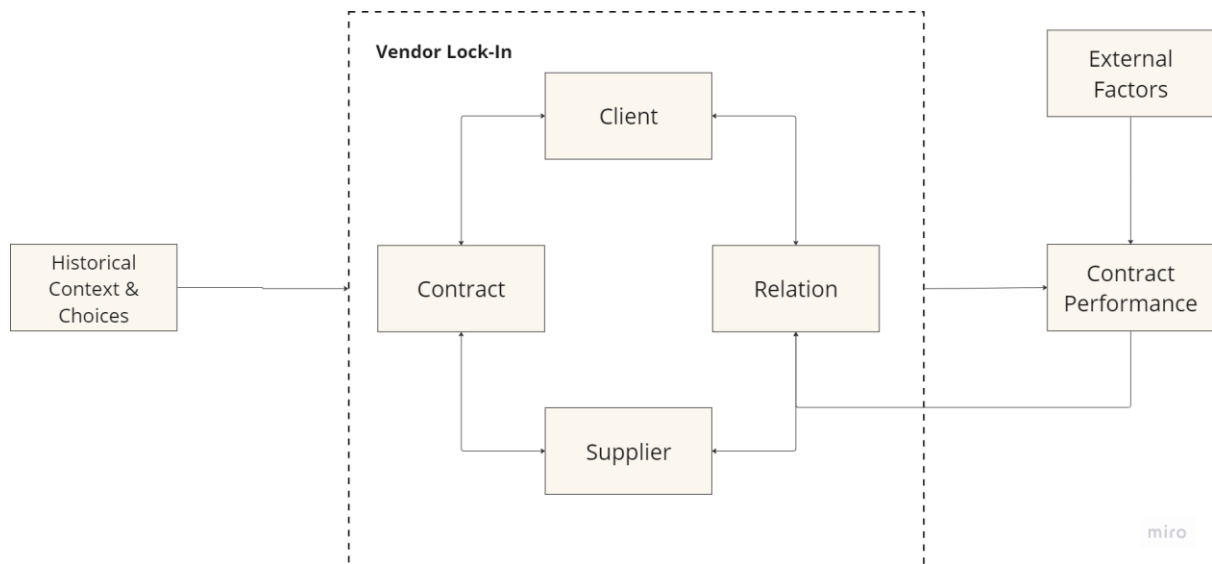 Vendor Lock-In
Client
External
Factors
Historical
Context &
Choices
Contract
Relation
Contract
Performance
Supplier
miro